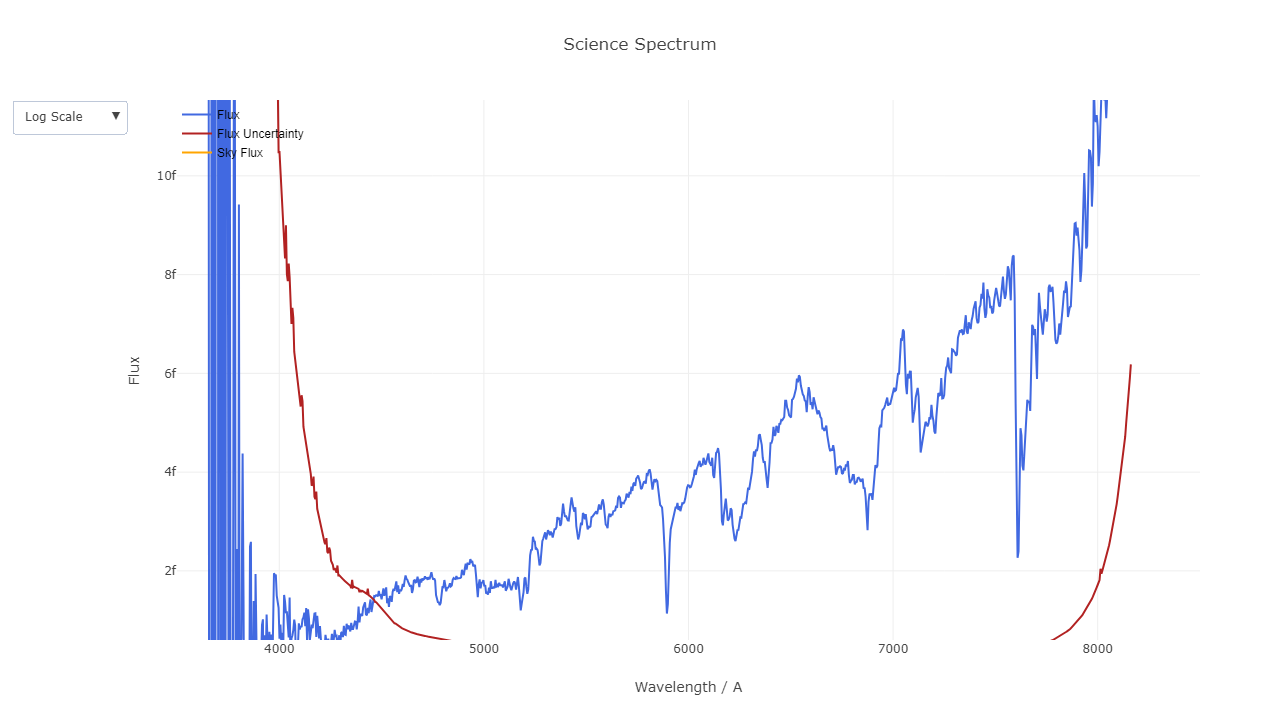 Science Spectrum
Log Scale
Flux
Flux Uncertainty
Sky Flux
10f
8f
6f
4f
2f
Flux
4000
5000
6000
7000
8000
Wavelength / A